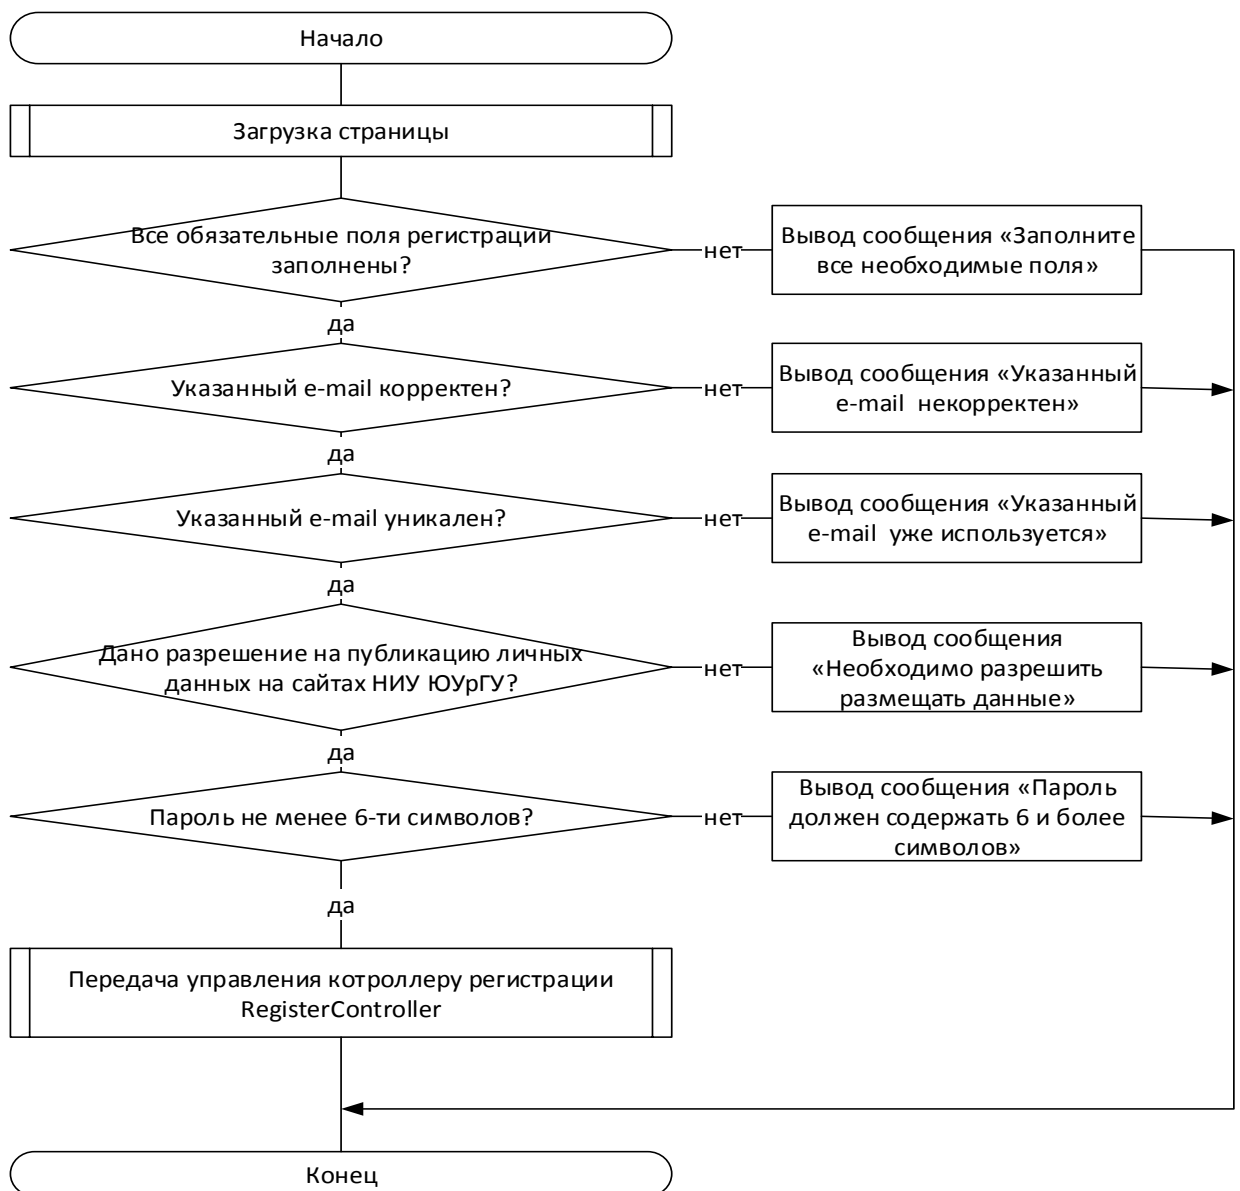 Начало
Загрузка страницы
Все обязательные поля регистрации
заполнены?
нет
Вывод сообщения «Заполните
все необходимые поля»
да
Указанный e-mail корректен?
нет
Вывод сообщения «Указанный
e-mail некорректен»
да
Указанный e-mail уникален?
нет
Вывод сообщения «Указанный
e-mail уже используется»
да
Дано разрешение на публикацию личных
данных на сайтах НИУ ЮУрГУ?
нет
Вывод сообщения
«Необходимо разрешить
размещать данные»
да
Пароль не менее 6-ти символов?
нет
Вывод сообщения «Пароль
должен содержать 6 и более
символов»
да
Передача управления котроллеру регистрации
RegisterController
Конец